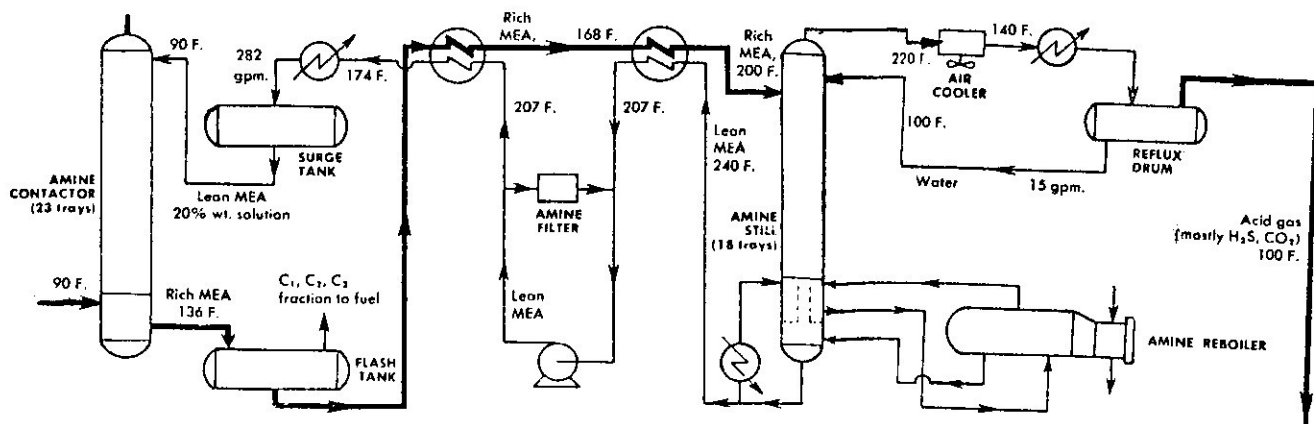 90 F.
282
gpm.
174 F.
SURGE
TANK
AMINE
CONTACTOR
(23 trays)
Lean MEA
20% wt. solution
90 F.
Rich MEA
136 F.
C₁, C₂, C₃
fraction to fuel
FLASH
TANK
Rich
MEA,
168 F.
207 F.
207 F.
AMINE
FILTER
Lean
MEA
Lean
MEA
240 F.
Rich
MEA,
200 F.
220 F.
AIR
COOLER
140 F.
100 F.
REFLUX
DRUM
Water
15 gpm.
AMINE
STILL
(18 trays)
Acid gas
(mostly H₂S, CO₂)
100 F.
AMINE REBOILER